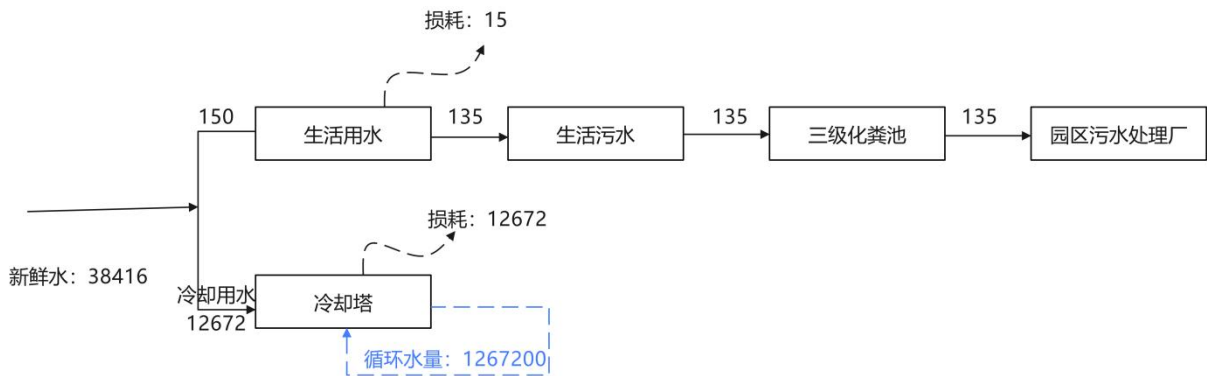 损耗：15
150
生活用水
135
生活污水
135
三级化粪池
135
园区污水处理厂
损耗：12672
新鲜水：38416
冷却用水
12672
冷却塔
循环水量：1267200